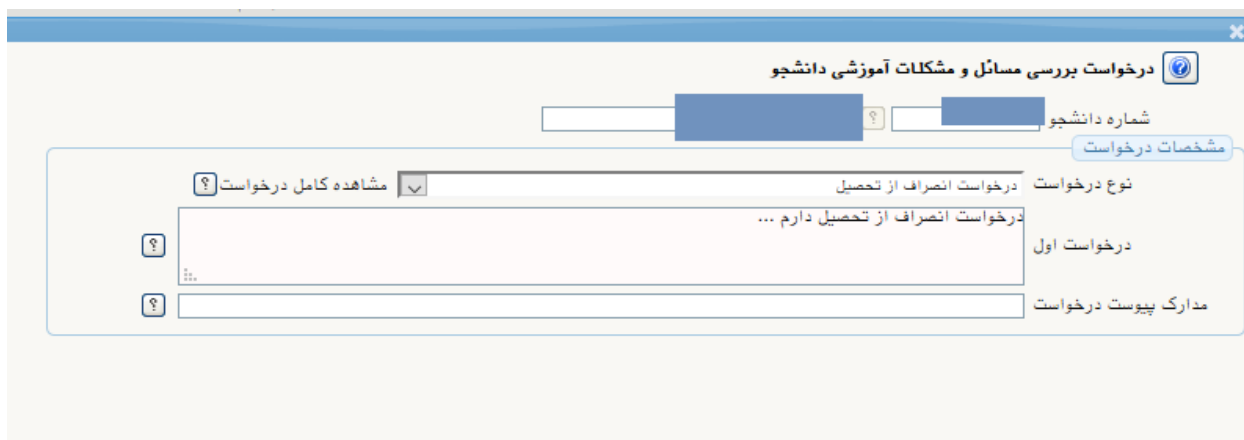 درخواست بررسی مسائل و مشکلات آموزشی دانشجو
شماره دانشجو ؟
مشخصات درخواست
نوع درخواست درخواست انصراف از تحصیل مشاهده کامل درخواست ؟
درخواست انصراف از تحصیل دارم ...
درخواست اول ؟
مدارک پیوست درخواست ؟